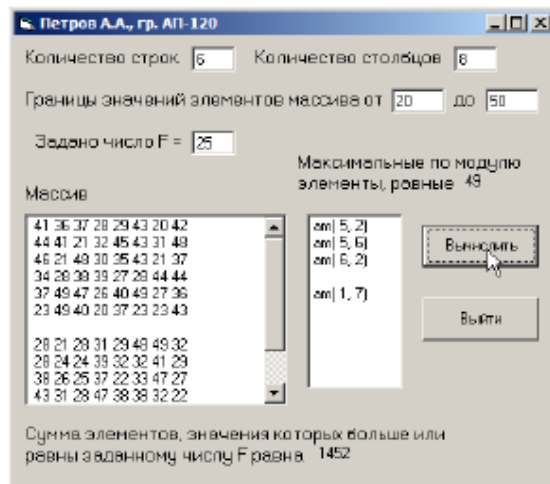 Петров А.А., гр. АП-120
Количество строк 6 Количество столбцов 8
Границы значений элементов массива от 20 до 50
Задано число F = 25
Максимальные по модулю
элементы, равные 49
Массив
41 36 37 28 29 43 20 42
44 41 21 32 45 43 31 48
46 21 48 30 35 43 21 37
34 28 38 39 27 28 44 44
37 49 47 26 40 49 27 36
23 49 40 20 37 23 23 43
28 21 28 31 29 48 49 32
28 24 24 39 32 32 41 29
38 26 25 37 22 33 47 27
43 31 28 47 38 38 32 22
am( 5, 2)
am( 5, 6)
am( 6, 2)
am( 1, 7)
Вычислить
Выйти
Сумма элементов, значения которых больше или
равны заданному числу F равна 1452